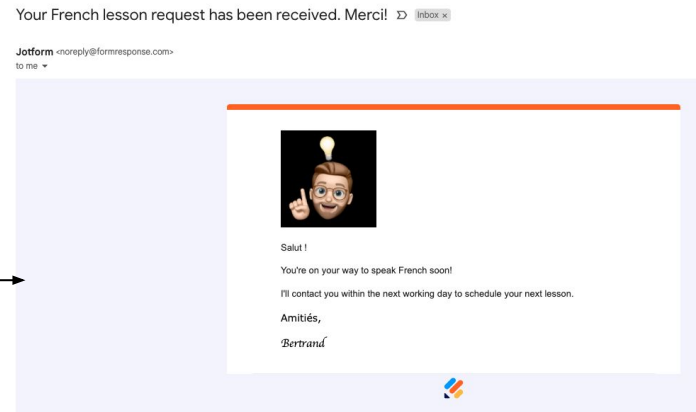 Your French lesson request has been received. Merci! Inbox ×
Jotform <noreply@formresponse.com>
to me
Salut !
You're on your way to speak French soon!
I'll contact you within the next working day to schedule your next lesson.
Amitiés,
Bertrand